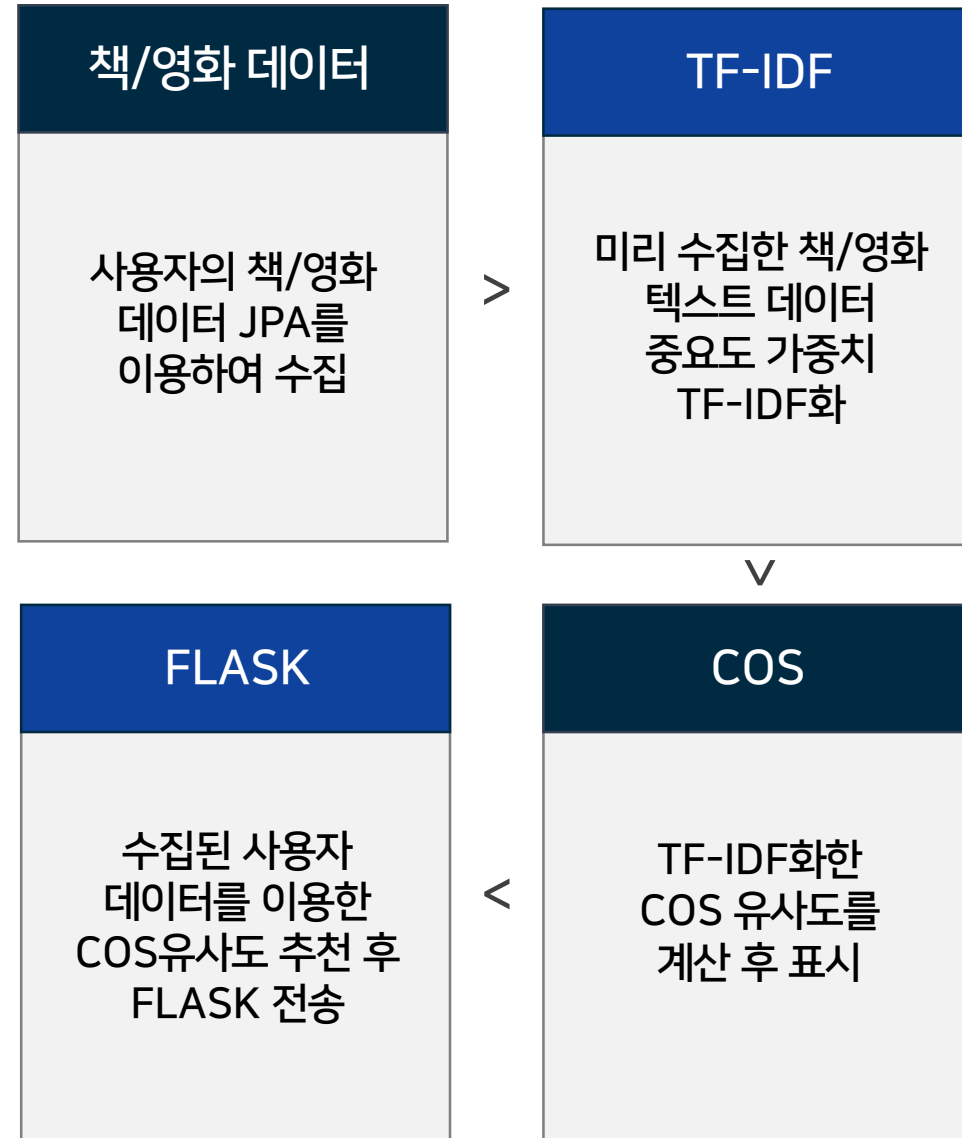 책/영화 데이터
사용자의 책/영화
데이터 JPA를
이용하여 수집
>
TF-IDF
미리 수집한 책/영화
텍스트 데이터
중요도 가중치
TF-IDF화
>
COS
TF-IDF화한
COS 유사도를
계산 후 표시
<
FLASK
수집된 사용자
데이터를 이용한
COS유사도 추천 후
FLASK 전송